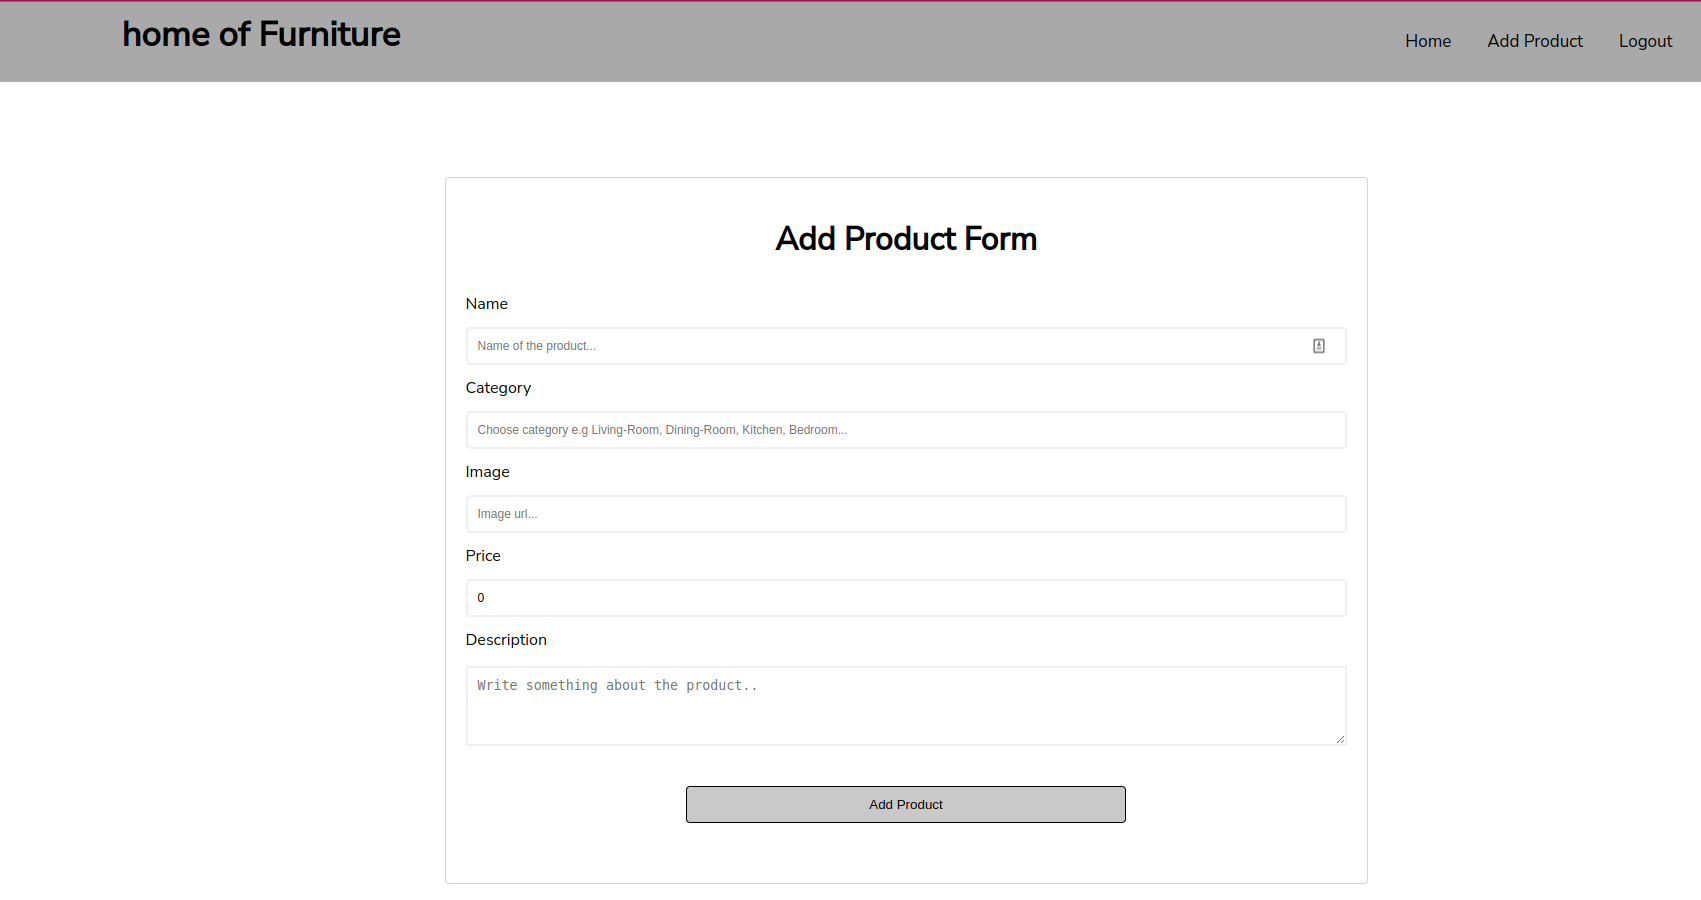 home of Furniture
Home
Add Product
Logout
Add Product Form
Name
Name of the product...
Category
Choose category e.g Living-Room, Dining-Room, Kitchen, Bedroom...
Image
Image url...
Price
0
Description
Write something about the product..
Add Product